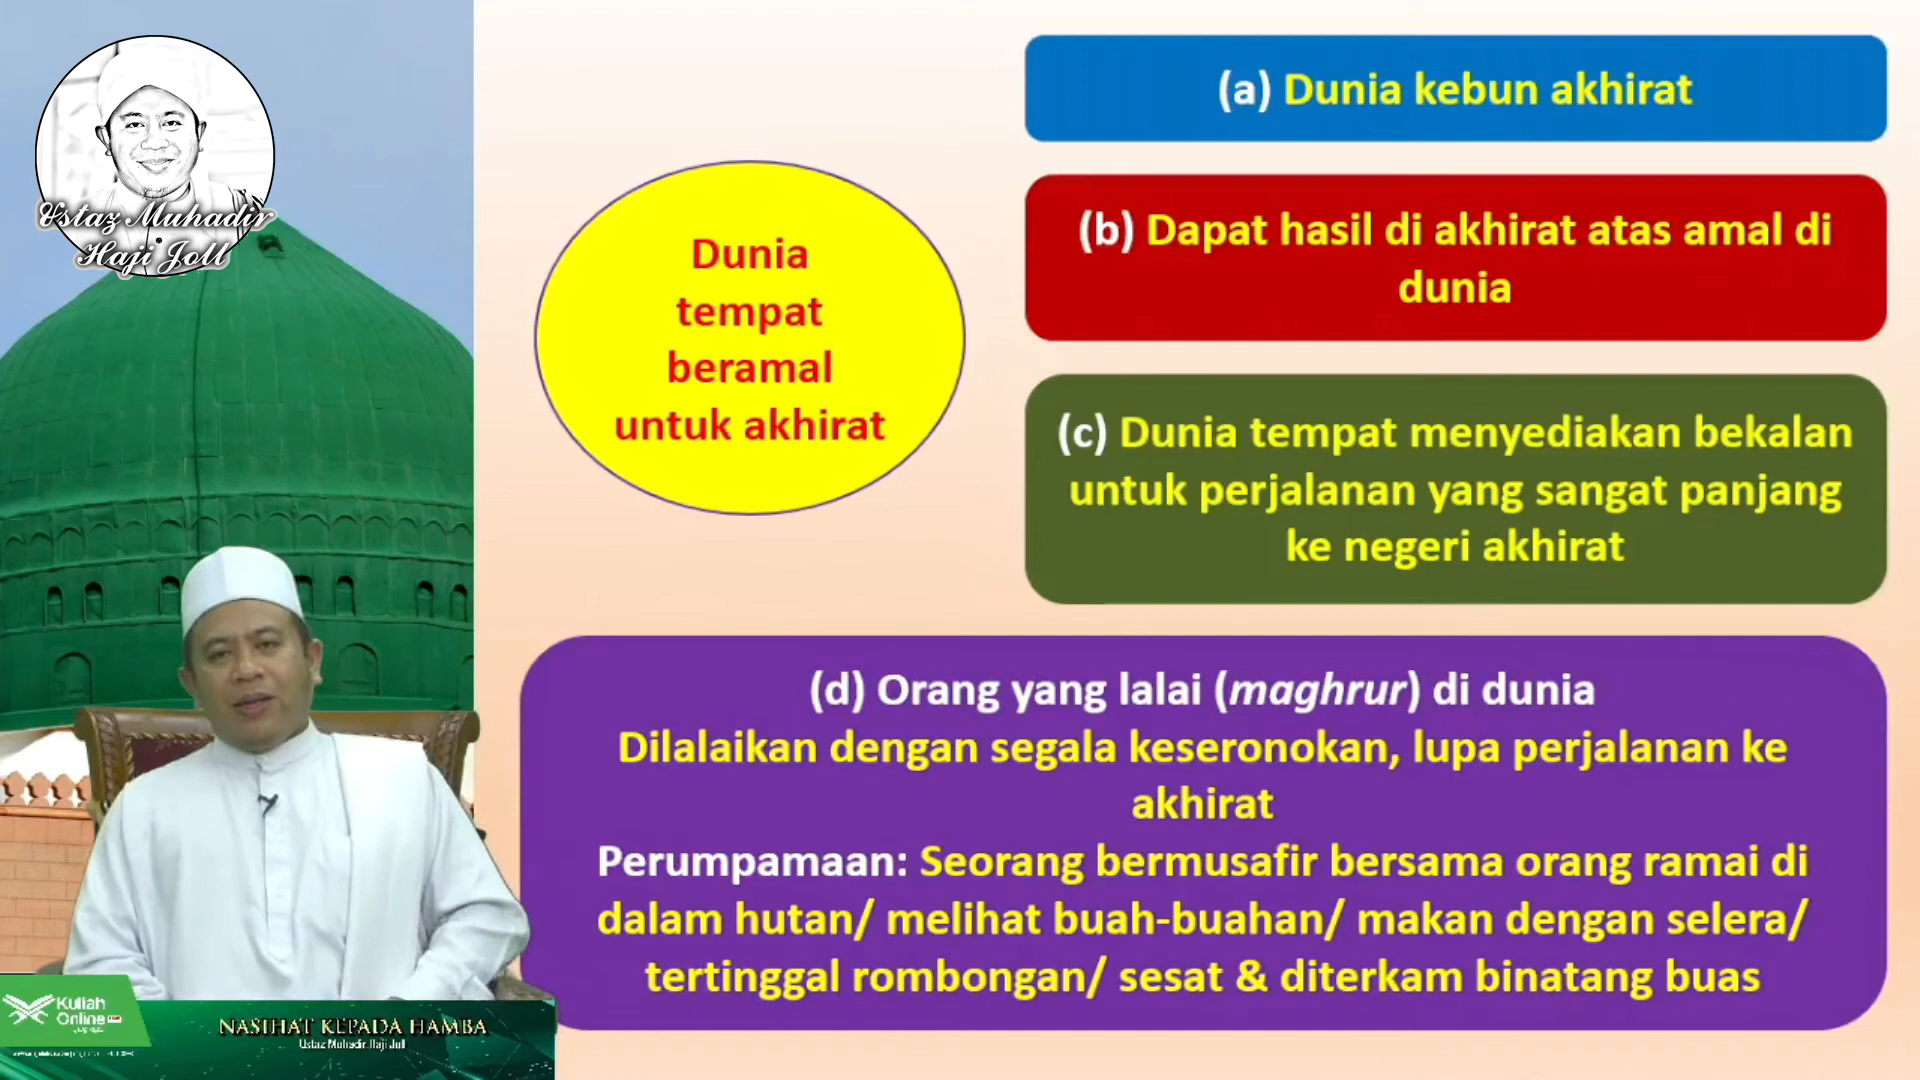 Ustaz Muhadir
Haji Joll
Dunia
tempat
beramal
untuk akhirat
(a) Dunia kebun akhirat
(b) Dapat hasil di akhirat atas amal di
dunia
(c) Dunia tempat menyediakan bekalan
untuk perjalanan yang sangat panjang
ke negeri akhirat
(d) Orang yang lalai (maghrur) di dunia
Dilalaikan dengan segala keseronokan, lupa perjalanan ke
akhirat
Perumpamaan: Seorang bermusafir bersama orang ramai di
dalam hutan/ melihat buah-buahan/ makan dengan selera/
tertinggal rombongan/ sesat & diterkam binatang buas
Kuliah
Online
NASIHAT KEPADA HAMBA
Ustaz Muhadir Haji Joll